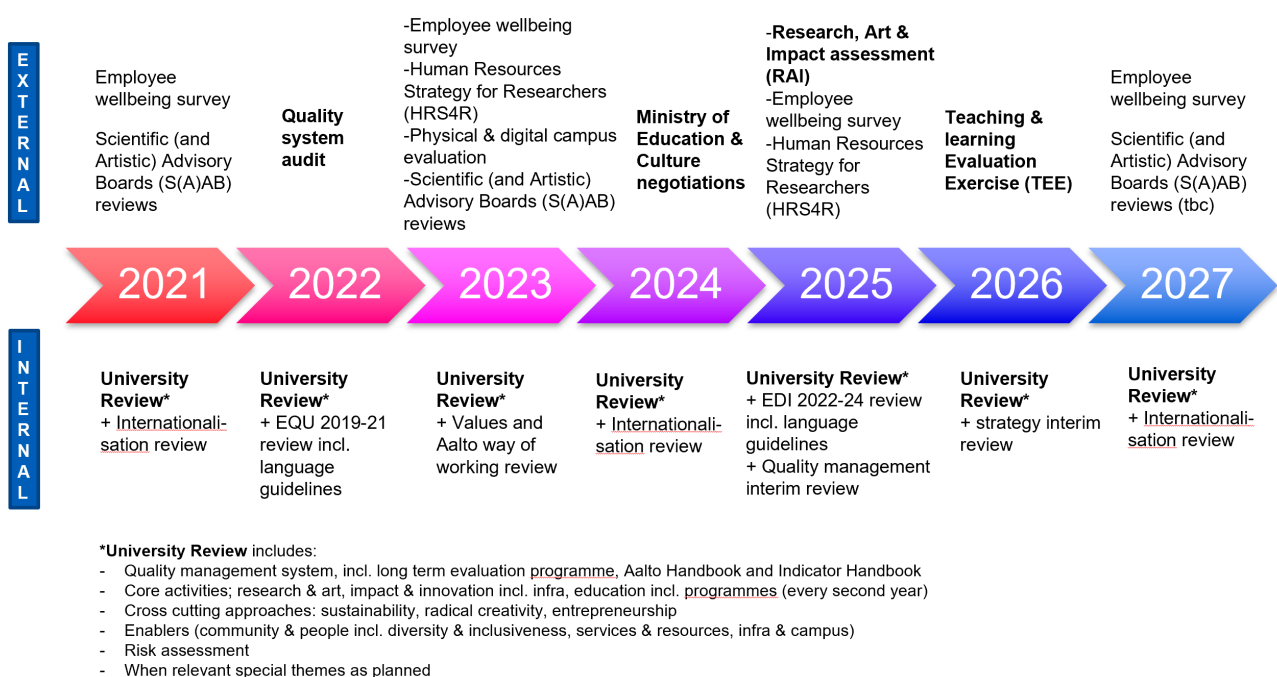 EXTERNAL
Employee
wellbeing survey
Scientific (and
Artistic) Advisory
Boards (S(A)AB)
reviews
Quality
system
audit
-Employee wellbeing
survey
-Human Resources
Strategy for Researchers
(HRS4R)
-Physical & digital campus
evaluation
-Scientific (and Artistic)
Advisory Boards (S(A)AB)
reviews
Ministry of
Education &
Culture
negotiations
-Research, Art &
Impact assessment
(RAI)
-Employee
wellbeing survey
-Human Resources
Strategy for
Researchers
(HRS4R)
Teaching &
learning
Evaluation
Exercise (TEE)
Employee
wellbeing survey
Scientific (and
Artistic) Advisory
Boards (S(A)AB)
reviews (tbc)
2021
2022
2023
2024
2025
2026
2027
INTERNAL
University
Review*
+ Internationali-
sation review
University
Review*
+ EQU 2019-21
review incl.
language
guidelines
University
Review*
+ Values and
Aalto way of
working review
University
Review*
+ Internationali-
sation review
University Review*
+ EDI 2022-24 review
incl. language
guidelines
+ Quality management
interim review
University
Review*
+ strategy interim
review
University
Review*
+ Internationali-
sation review
*University Review includes:
- Quality management system, incl. long term evaluation programme, Aalto Handbook and Indicator Handbook
- Core activities; research & art, impact & innovation incl. infra, education incl. programmes (every second year)
- Cross cutting approaches: sustainability, radical creativity, entrepreneurship
- Enablers (community & people incl. diversity & inclusiveness, services & resources, infra & campus)
- Risk assessment
- When relevant special themes as planned